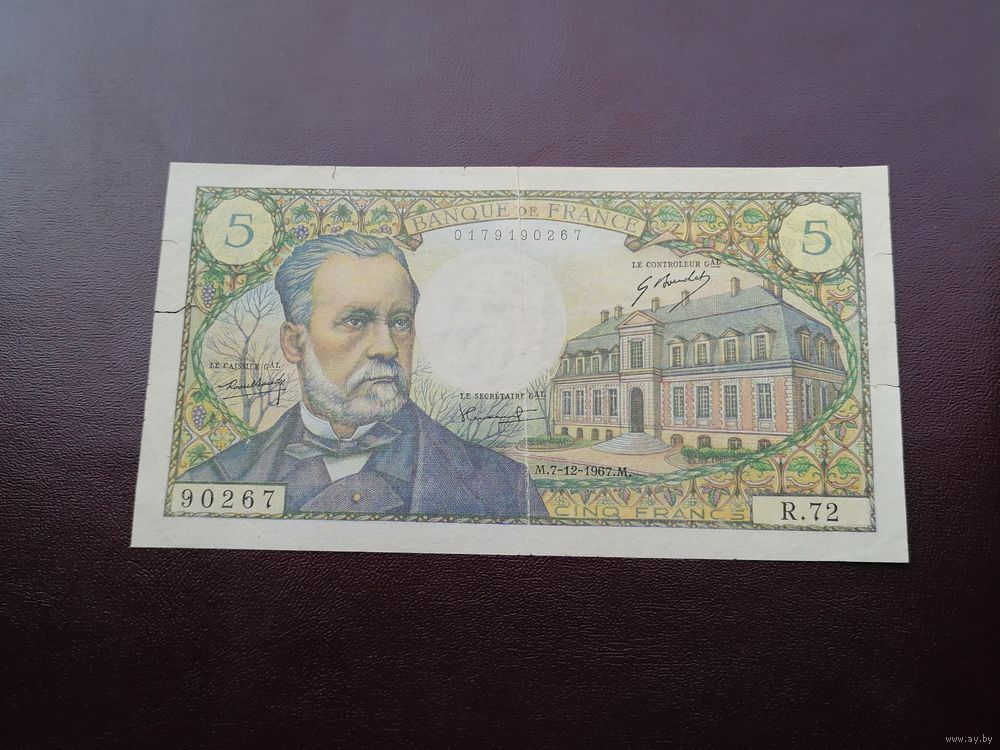 BANQUE DE FRANCE
5
5
0179190267
LE CONTROLEUR GAL
LE CAISSIER GAL
LE SECRÉTAIRE GAL
M.7-12-1967.M.
90267
CINQ FRANCS
R.72
www.ay.by